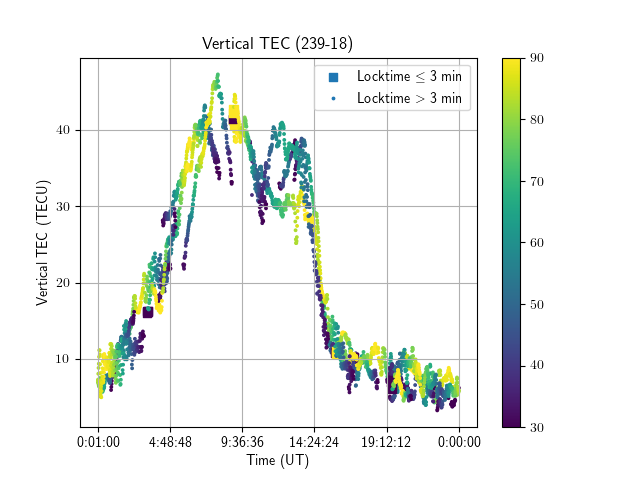 Vertical TEC (239-18)
Locktime ≤ 3 min
Locktime > 3 min
Vertical TEC (TECU)
40
30
20
10
0:01:00 4:48:48 9:36:36 14:24:24 19:12:12 0:00:00
Time (UT)
90
80
70
60
50
40
30